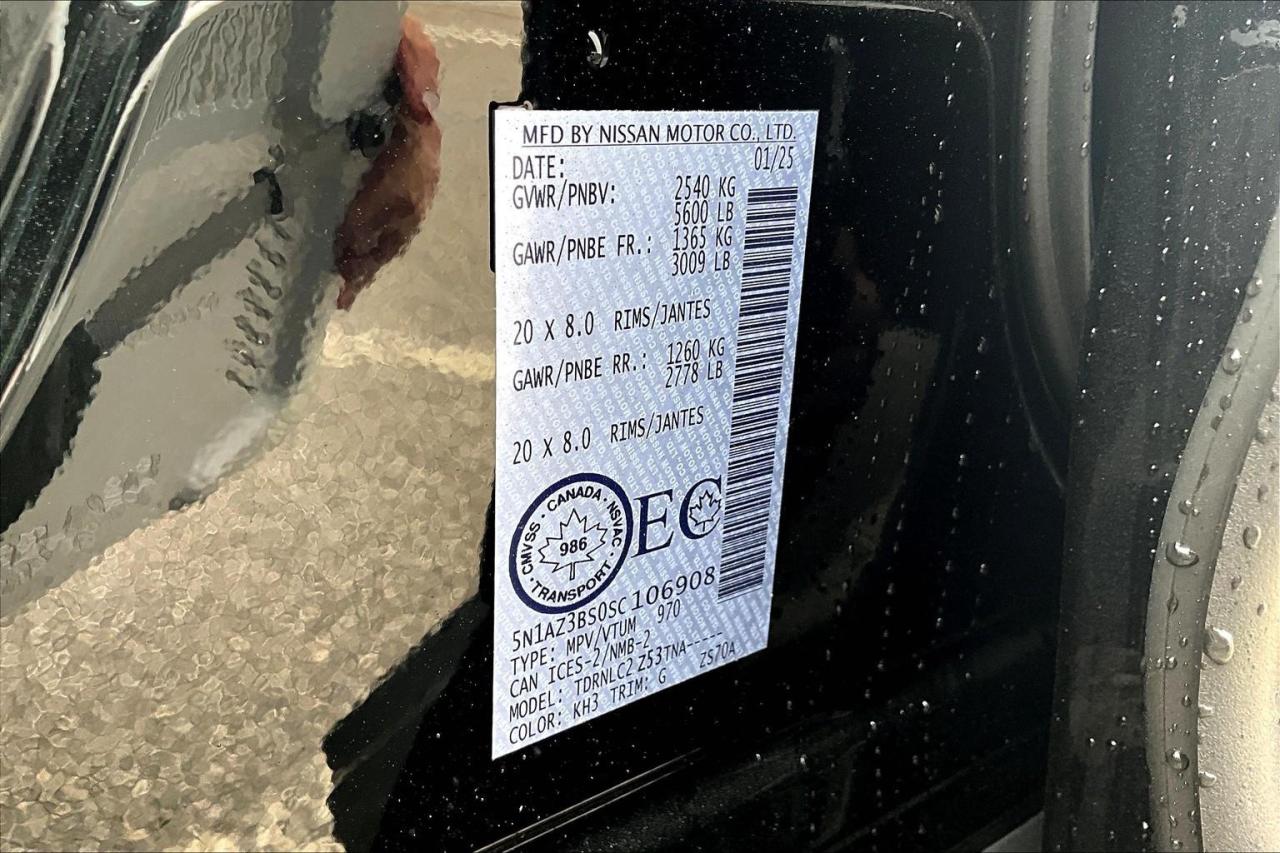 MFD BY NISSAN MOTOR CO., LTD.
DATE: 01/25
GVWR/PNBV: 2540 KG
5600 LB
GAWR/PNBE FR.: 1365 KG
3009 LB
20 X 8.0 RIMS/JANTES
GAWR/PNBE RR.: 1260 KG
2778 LB
20 X 8.0 RIMS/JANTES
CMVSS · CANADA · NSVAC · TRANSPORT ·
986
EC
5N1AZ3BS0SC106908
TYPE: MPV/VTUM 970
CAN ICES-2/NMB-2
MODEL: TDRNLC2 Z53TNA-----
COLOR: KH3 TRIM: G ZS70A